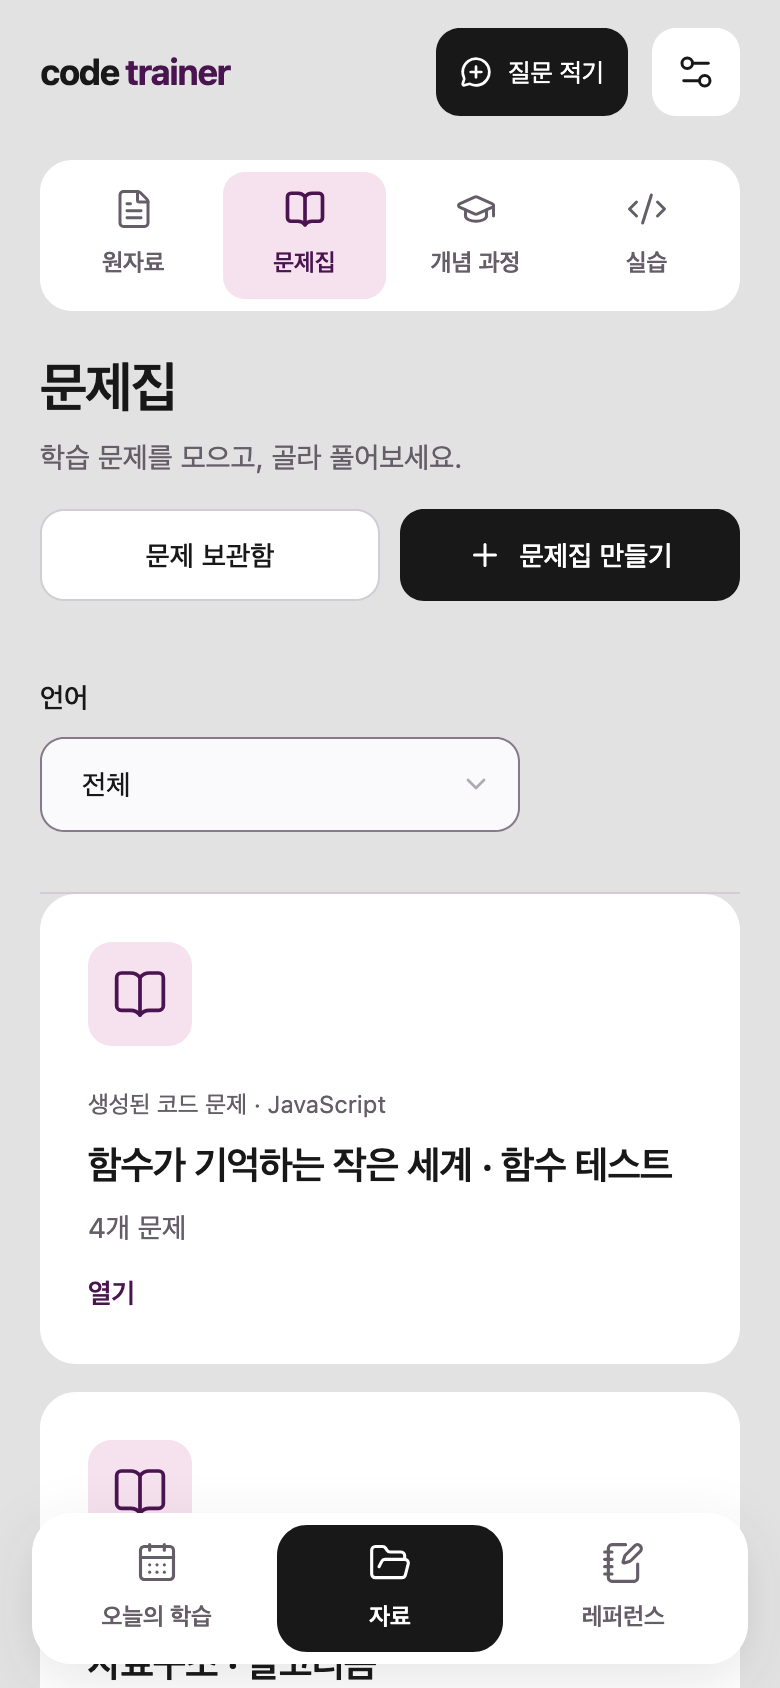 code trainer
질문 적기
원자료
문제집
개념 과정
실습
문제집
학습 문제를 모으고, 골라 풀어보세요.
문제 보관함
문제집 만들기
언어
전체
생성된 코드 문제 · JavaScript
함수가 기억하는 작은 세계 · 함수 테스트
4개 문제
열기
오늘의 학습
자료
레퍼런스